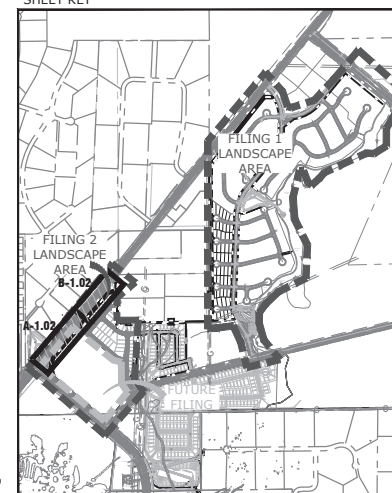 SHEET KEY
FILING 1
LANDSCAPE
AREA
FILING 2
LANDSCAPE
AREA
B-1.02
A-1.02
FUTURE
FILING